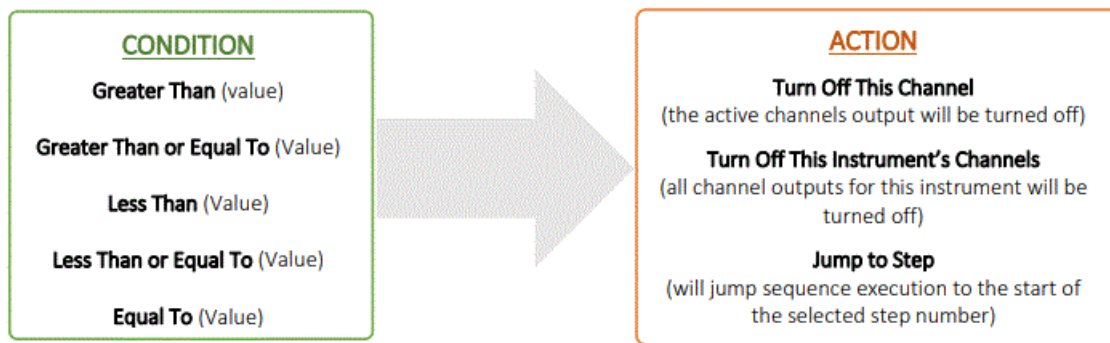 CONDITION
Greater Than (value)
Greater Than or Equal To (Value)
Less Than (Value)
Less Than or Equal To (Value)
Equal To (Value)
ACTION
Turn Off This Channel
(the active channels output will be turned off)
Turn Off This Instrument's Channels
(all channel outputs for this instrument will be
turned off)
Jump to Step
(will jump sequence execution to the start of
the selected step number)